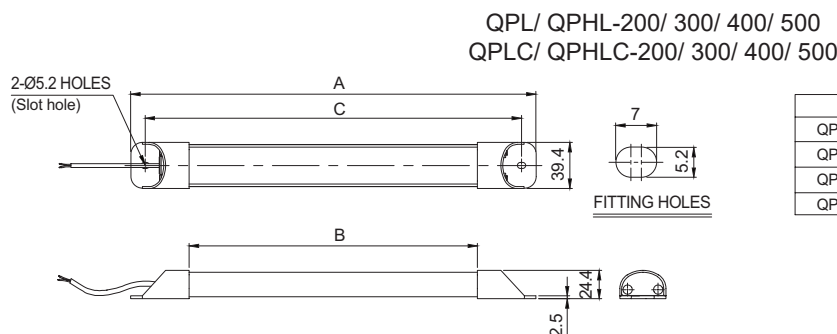 QPL/ QPHL-200/ 300/ 400/ 500
QPLC/ QPHLC-200/ 300/ 400/ 500
2-Ø5.2 HOLES
(Slot hole)
A
C
39.4
7
5.2
FITTING HOLES
QP
QP
QP
QP
B
24.4
2.5